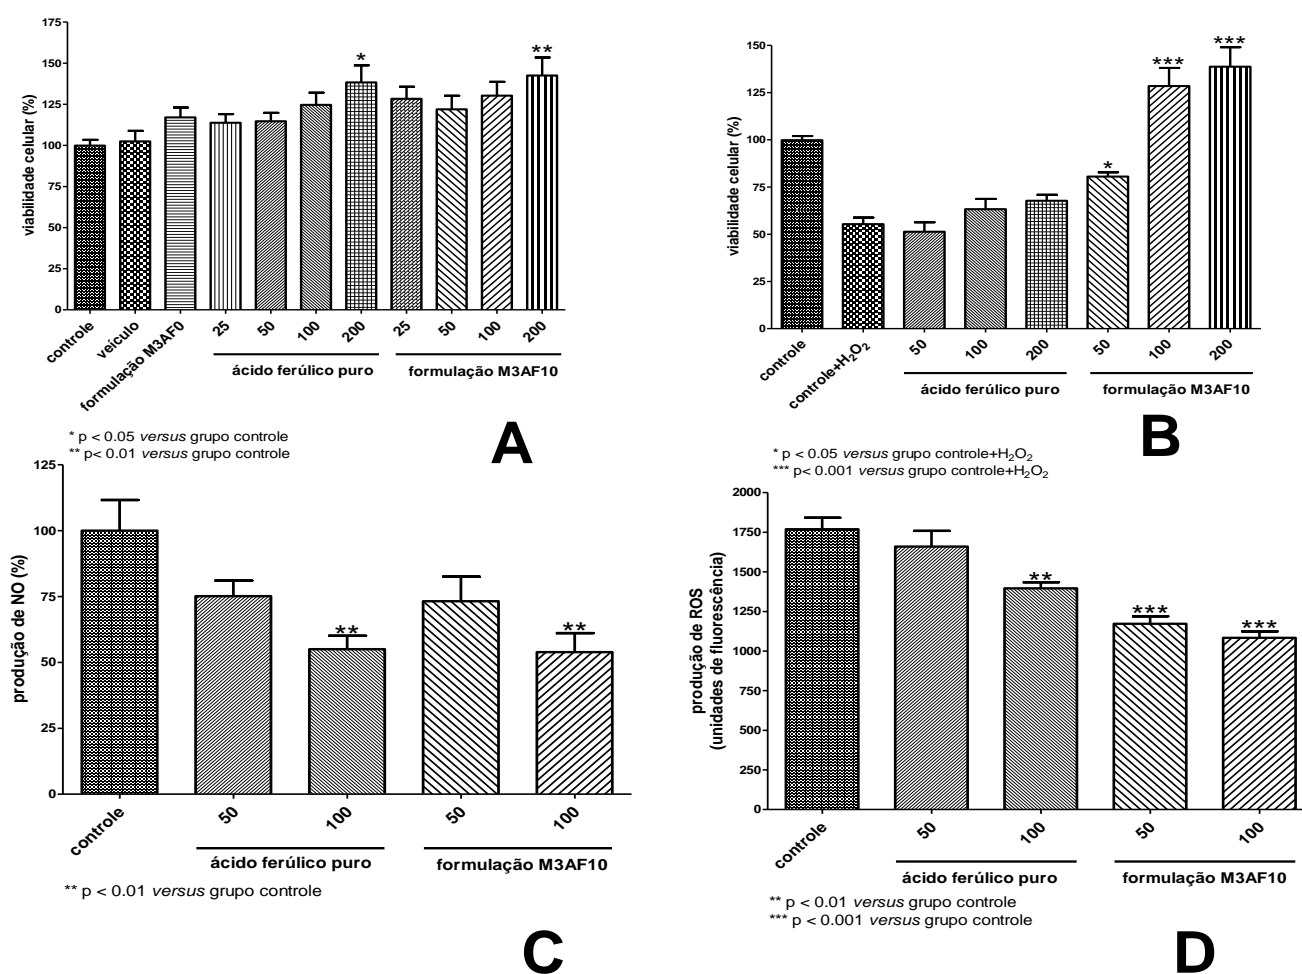 175
150
125
100
75
50
25
0
viabilidade celular (%)
*
**
controle
veículo
formulação M3AF0
25
50
100
200
25
50
100
200
ácido ferúlico puro
formulação M3AF10
* p < 0.05 versus grupo controle
** p< 0.01 versus grupo controle
A
150
125
100
75
50
25
0
viabilidade celular (%)
*
***
***
controle
controle+H₂O₂
50
100
200
50
100
200
ácido ferúlico puro
formulação M3AF10
* p < 0.05 versus grupo controle+H₂O₂
*** p< 0.001 versus grupo controle+H₂O₂
B
125
100
75
50
25
0
produção de NO (%)
**
**
controle
50
100
50
100
ácido ferúlico puro
formulação M3AF10
** p < 0.01 versus grupo controle
C
2000
1750
1500
1250
1000
750
500
250
0
produção de ROS
(unidades de fluorescência)
**
***
***
controle
50
100
50
100
ácido ferúlico puro
formulação M3AF10
** p < 0.01 versus grupo controle
*** p < 0.001 versus grupo controle
D